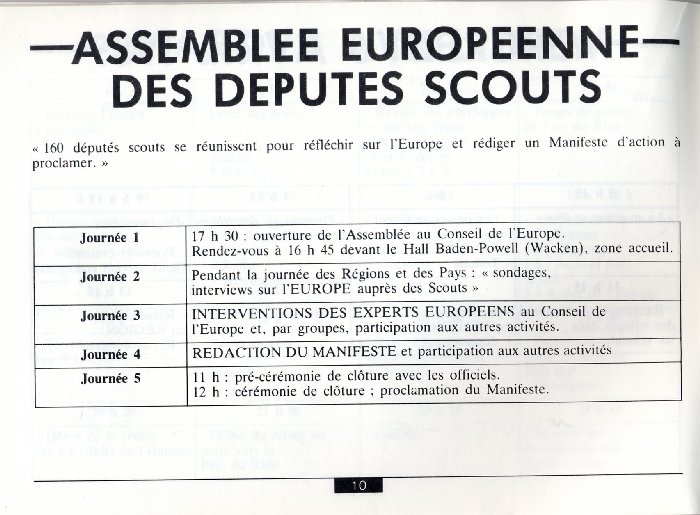 —ASSEMBLEE EUROPEENNE—
DES DEPUTES SCOUTS
« 160 députés scouts se réunissent pour réfléchir sur l'Europe et rédiger un Manifeste d'action à
proclamer. »
Journée 1
17 h 30 : ouverture de l'Assemblée au Conseil de l'Europe.
Rendez-vous à 16 h 45 devant le Hall Baden-Powell (Wacken), zone accueil.
Journée 2
Pendant la journée des Régions et des Pays : « sondages,
interviews sur l'EUROPE auprès des Scouts »
Journée 3
INTERVENTIONS DES EXPERTS EUROPEENS au Conseil de
l'Europe et, par groupes, participation aux autres activités.
Journée 4
REDACTION DU MANIFESTE et participation aux autres activités
Journée 5
11 h : pré-cérémonie de clôture avec les officiels.
12 h : cérémonie de clôture ; proclamation du Manifeste.
10